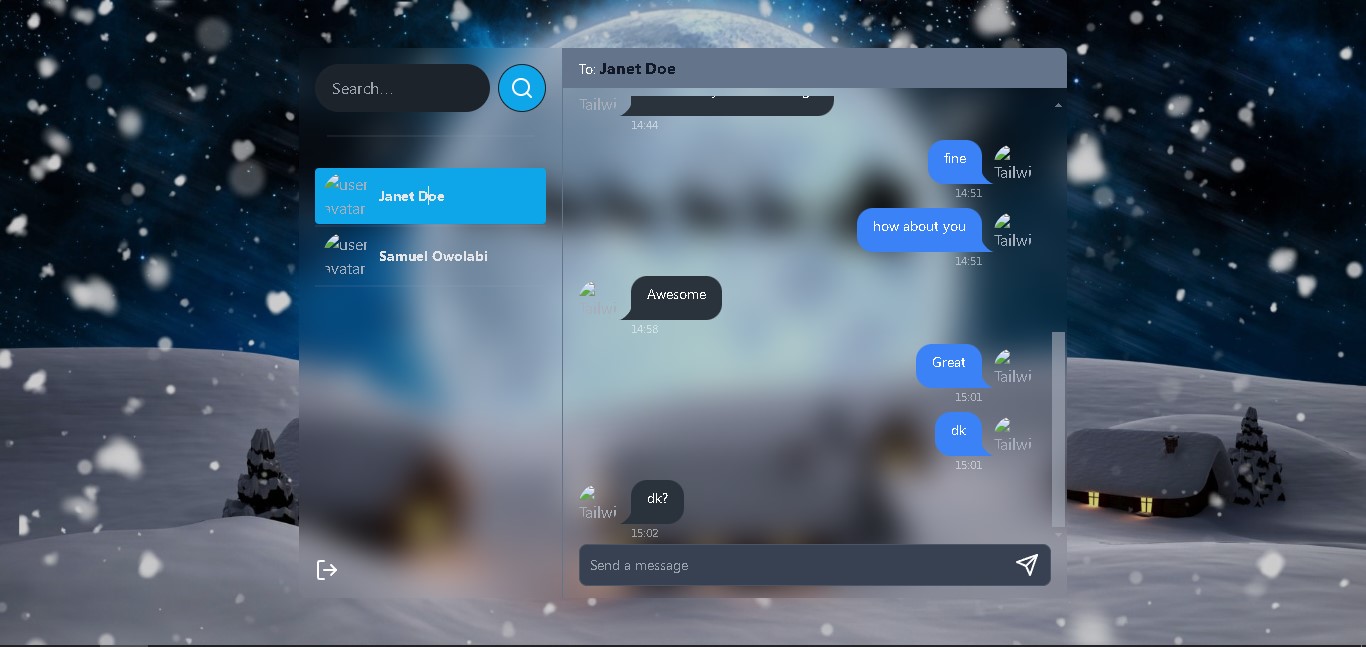 Search...
user
avatar
Janet Doe
user
avatar
Samuel Owolabi
To: Janet Doe
Tailwi
14:44
fine
Tailwi
14:51
how about you
Tailwi
14:51
Awesome
Tailwi
14:58
Great
Tailwi
15:01
dk
Tailwi
15:01
dk?
Tailwi
15:02
Send a message